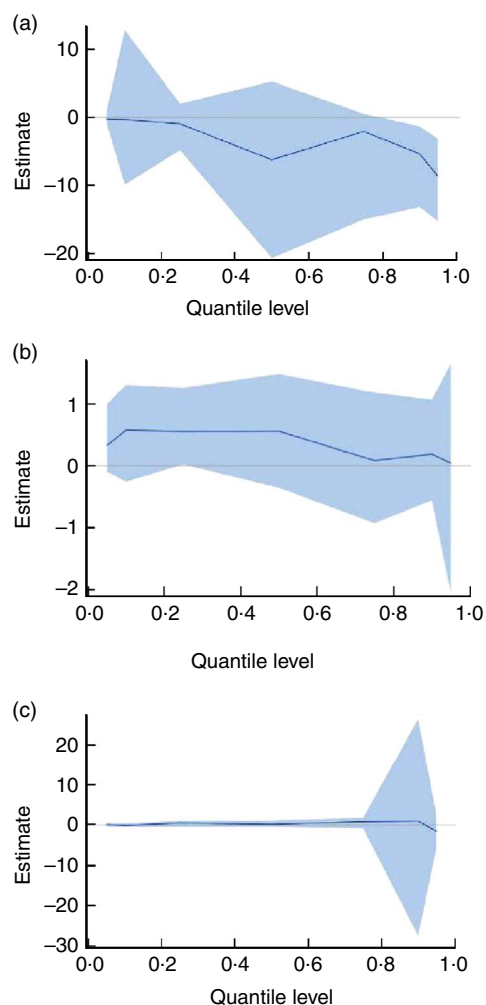 (a)
10
0
–10
–20
0·0 0·2 0·4 0·6 0·8 1·0
Estimate
Quantile level
(b)
1
0
–1
–2
0·0 0·2 0·4 0·6 0·8 1·0
Estimate
Quantile level
(c)
20
10
0
–10
–20
–30
0·0 0·2 0·4 0·6 0·8 1·0
Estimate
Quantile level